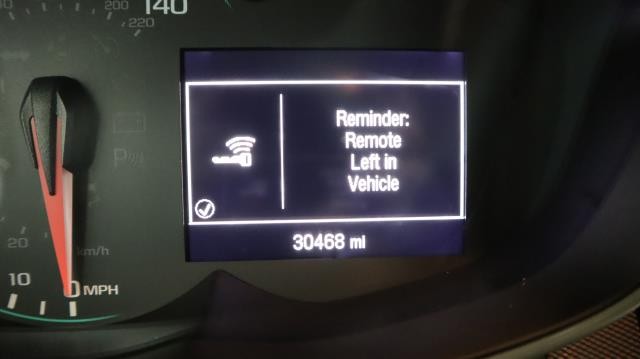 140
200
220
Reminder:
Remote
Left in
Vehicle
30468 mi
P
20
km/h
10
0 MPH